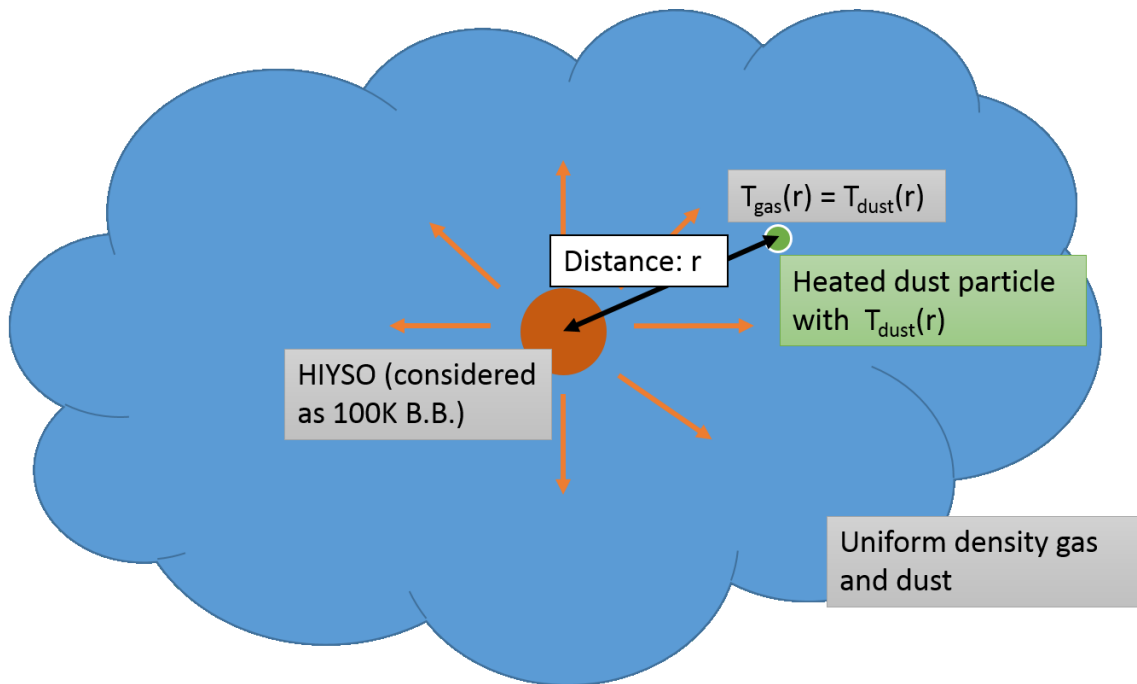 T_gas(r) = T_dust(r)
Distance: r
Heated dust particle
with T_dust(r)
HIYSO (considered
as 100K B.B.)
Uniform density gas
and dust